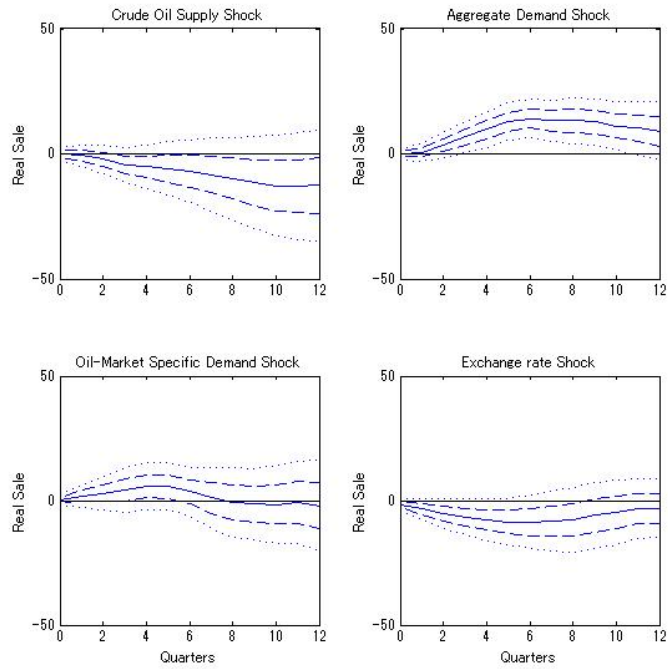 Crude Oil Supply Shock
50
0
-50
Real Sale
0 2 4 6 8 10 12
Aggregate Demand Shock
50
0
-50
Real Sale
0 2 4 6 8 10 12
Oil-Market Specific Demand Shock
50
0
-50
Real Sale
0 2 4 6 8 10 12
Quarters
Exchange rate Shock
50
0
-50
Real Sale
0 2 4 6 8 10 12
Quarters